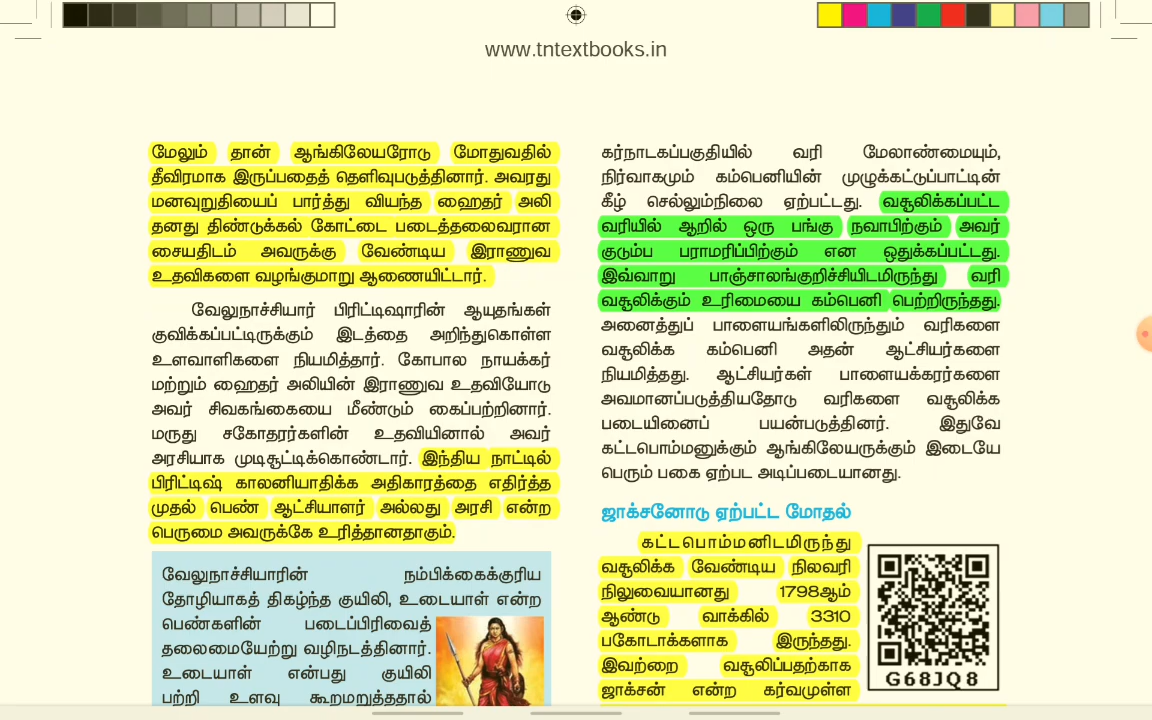 www.tntextbooks.in
மேலும் தான் ஆங்கிலேயரோடு மோதுவதில்
தீவிரமாக இருப்பதைத் தெளிவுபடுத்தினார். அவரது
மனவுறுதியைப் பார்த்து வியந்த ஹைதர் அலி
தனது திண்டுக்கல் கோட்டை படைத்தலைவரான
சையதிடம் அவருக்கு வேண்டிய இராணுவ
உதவிகளை வழங்குமாறு ஆணையிட்டார்.
வேலுநாச்சியார் பிரிட்டிஷாரின் ஆயுதங்கள்
குவிக்கப்பட்டிருக்கும் இடத்தை அறிந்துகொள்ள
உளவாளிகளை நியமித்தார். கோபால நாயக்கர்
மற்றும் ஹைதர் அலியின் இராணுவ உதவியோடு
அவர் சிவகங்கையை மீண்டும் கைப்பற்றினார்.
மருது சகோதரர்களின் உதவியினால் அவர்
அரசியாக முடிசூட்டிக்கொண்டார். இந்திய நாட்டில்
பிரிட்டிஷ் காலனியாதிக்க அதிகாரத்தை எதிர்த்த
முதல் பெண் ஆட்சியாளர் அல்லது அரசி என்ற
பெருமை அவருக்கே உரித்தானதாகும்.
வேலுநாச்சியாரின் நம்பிக்கைக்குரிய
தோழியாகத் திகழ்ந்த குயிலி, உடையாள் என்ற
பெண்களின் படைப்பிரிவைத்
தலைமையேற்று வழிநடத்தினார்.
உடையாள் என்பது குயிலி
பற்றி உளவு கூறமறுத்ததால்
கர்நாடகப்பகுதியில் வரி மேலாண்மையும்,
நிர்வாகமும் கம்பெனியின் முழுக்கட்டுப்பாட்டின்
கீழ் செல்லும்நிலை ஏற்பட்டது. வசூலிக்கப்பட்ட
வரியில் ஆறில் ஒரு பங்கு நவாபிற்கும் அவர்
குடும்ப பராமரிப்பிற்கும் என ஒதுக்கப்பட்டது.
இவ்வாறு பாஞ்சாலங்குறிச்சியிடமிருந்து வரி
வசூலிக்கும் உரிமையை கம்பெனி பெற்றிருந்தது.
அனைத்துப் பாளையங்களிலிருந்தும் வரிகளை
வசூலிக்க கம்பெனி அதன் ஆட்சியர்களை
நியமித்தது. ஆட்சியர்கள் பாளையக்கரர்களை
அவமானப்படுத்தியதோடு வரிகளை வசூலிக்க
படையினைப் பயன்படுத்தினர். இதுவே
கட்டபொம்மனுக்கும் ஆங்கிலேயருக்கும் இடையே
பெரும் பகை ஏற்பட அடிப்படையானது.
ஜாக்சனோடு ஏற்பட்ட மோதல்
கட்டபொம்மனிடமிருந்து
வசூலிக்க வேண்டிய நிலவரி
நிலுவையானது 1798ஆம்
ஆண்டு வாக்கில் 3310
பகோடாக்களாக இருந்தது.
இவற்றை வசூலிப்பதற்காக
ஜாக்சன் என்ற கர்வமுள்ள
G68JQ8